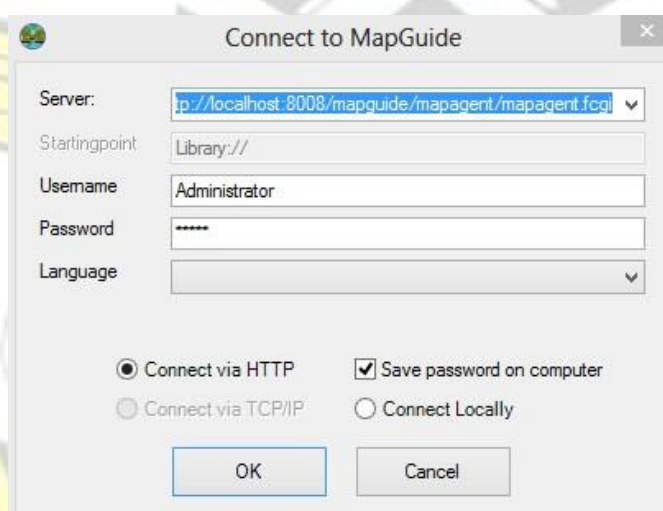 Connect to MapGuide
Server: tp://localhost:8008/mapguide/mapagent/mapagent.fcgi
Startingpoint Library://
Username Administrator
Password *****
Language
Connect via HTTP Save password on computer
Connect via TCP/IP Connect Locally
OK Cancel